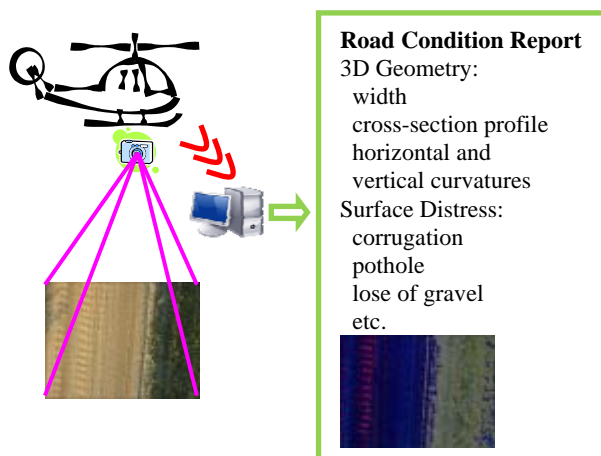 Road Condition Report
3D Geometry:
width
cross-section profile
horizontal and
vertical curvatures
Surface Distress:
corrugation
pothole
lose of gravel
etc.